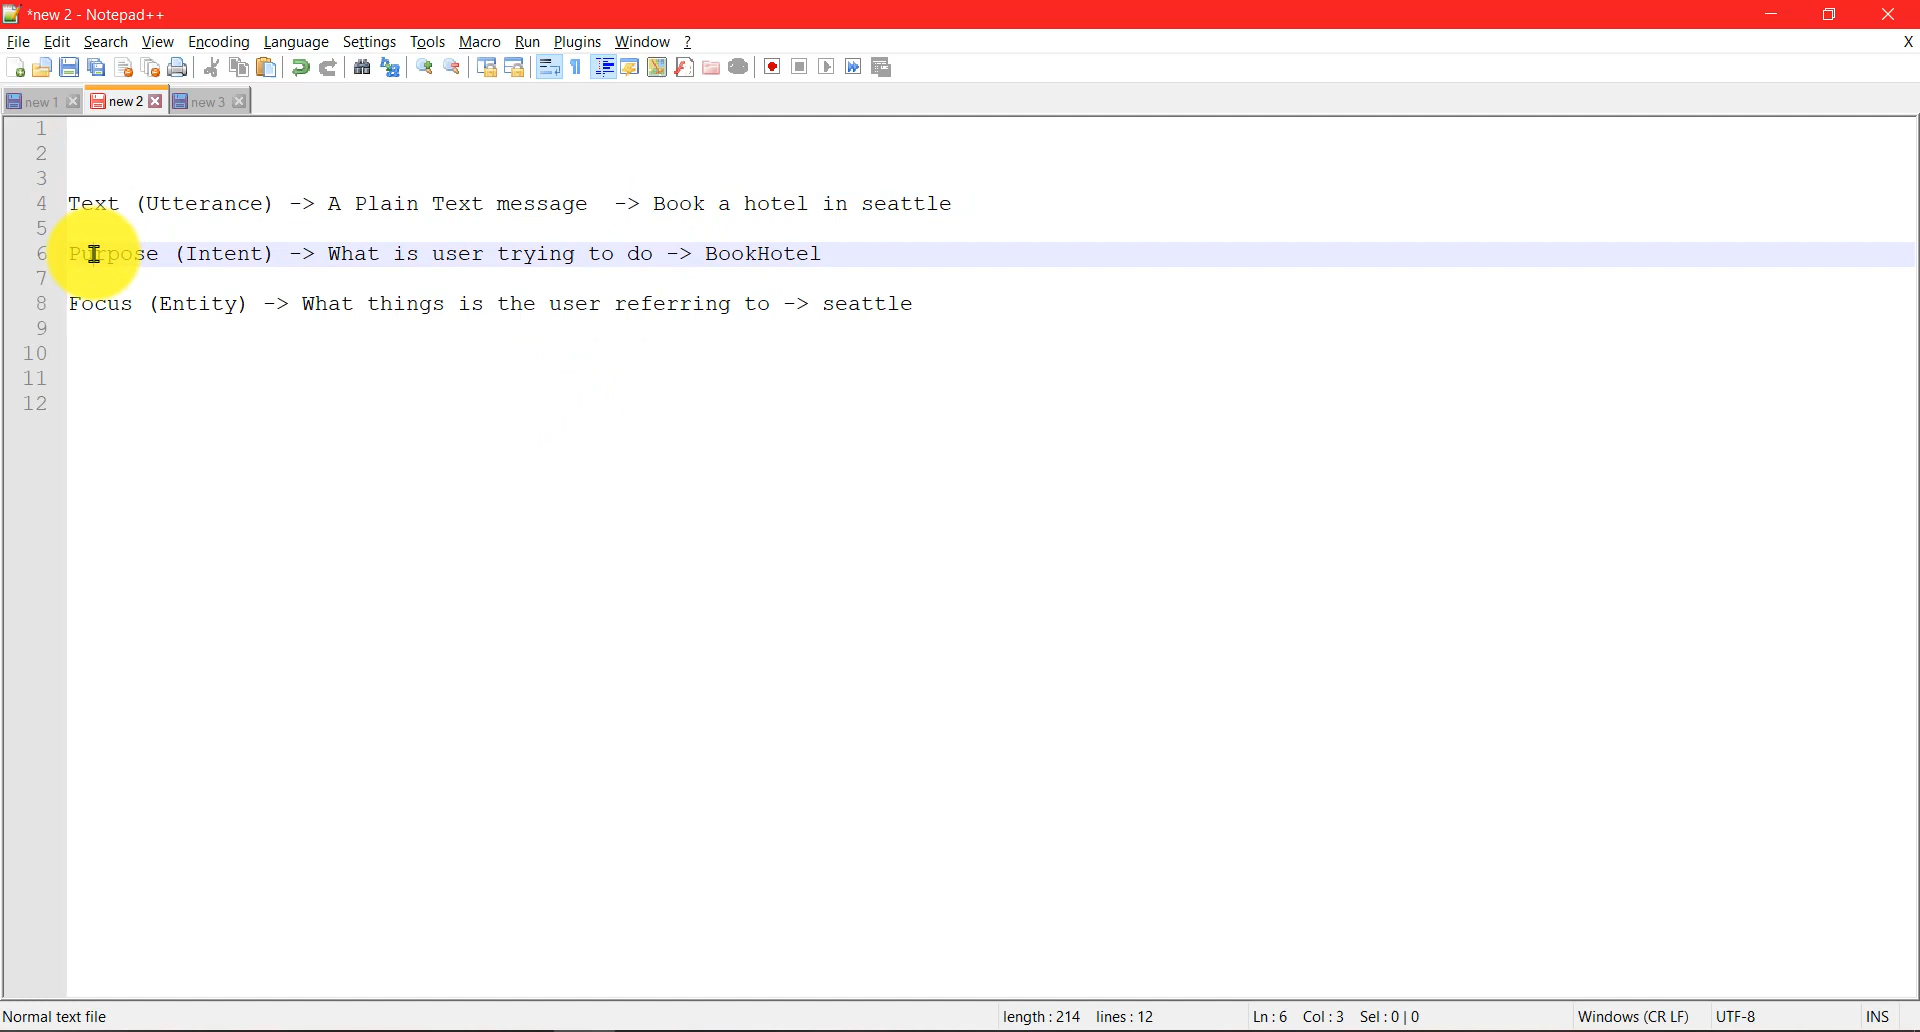 *new 2 - Notepad++
File Edit Search View Encoding Language Settings Tools Macro Run Plugins Window ? X
new 1 new 2 new 3
1
2
3
4 Text (Utterance) -> A Plain Text message -> Book a hotel in seattle
5
6 Purpose (Intent) -> What is user trying to do -> BookHotel
7
8 Focus (Entity) -> What things is the user referring to -> seattle
9
10
11
12
Normal text file length : 214 lines : 12 Ln : 6 Col : 3 Sel : 0 | 0 Windows (CR LF) UTF-8 INS